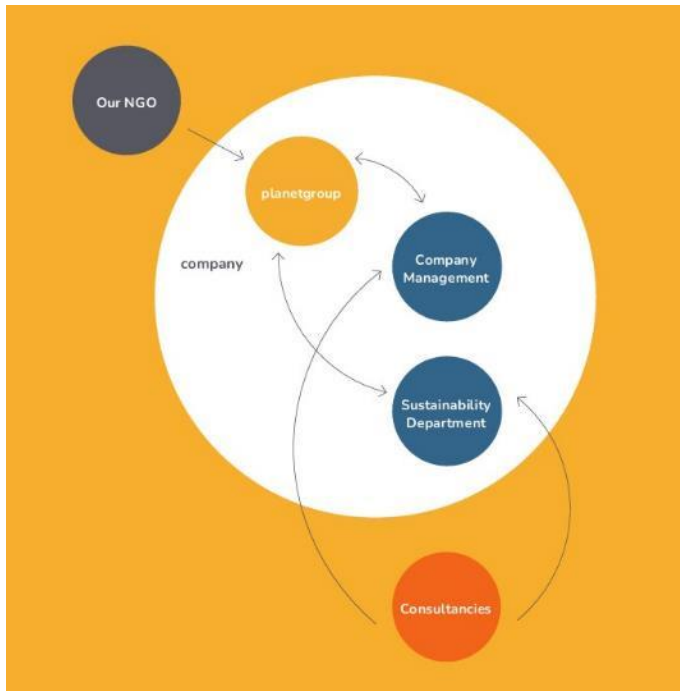 Our NGO
planetgroup
company
Company
Management
Sustainability
Department
Consultancies